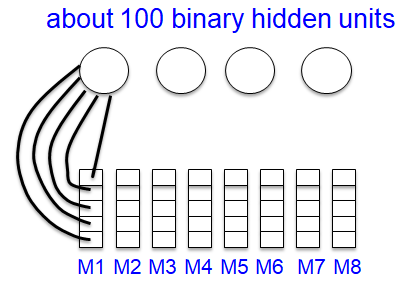 about 100 binary hidden units
M1 M2 M3 M4 M5 M6 M7 M8